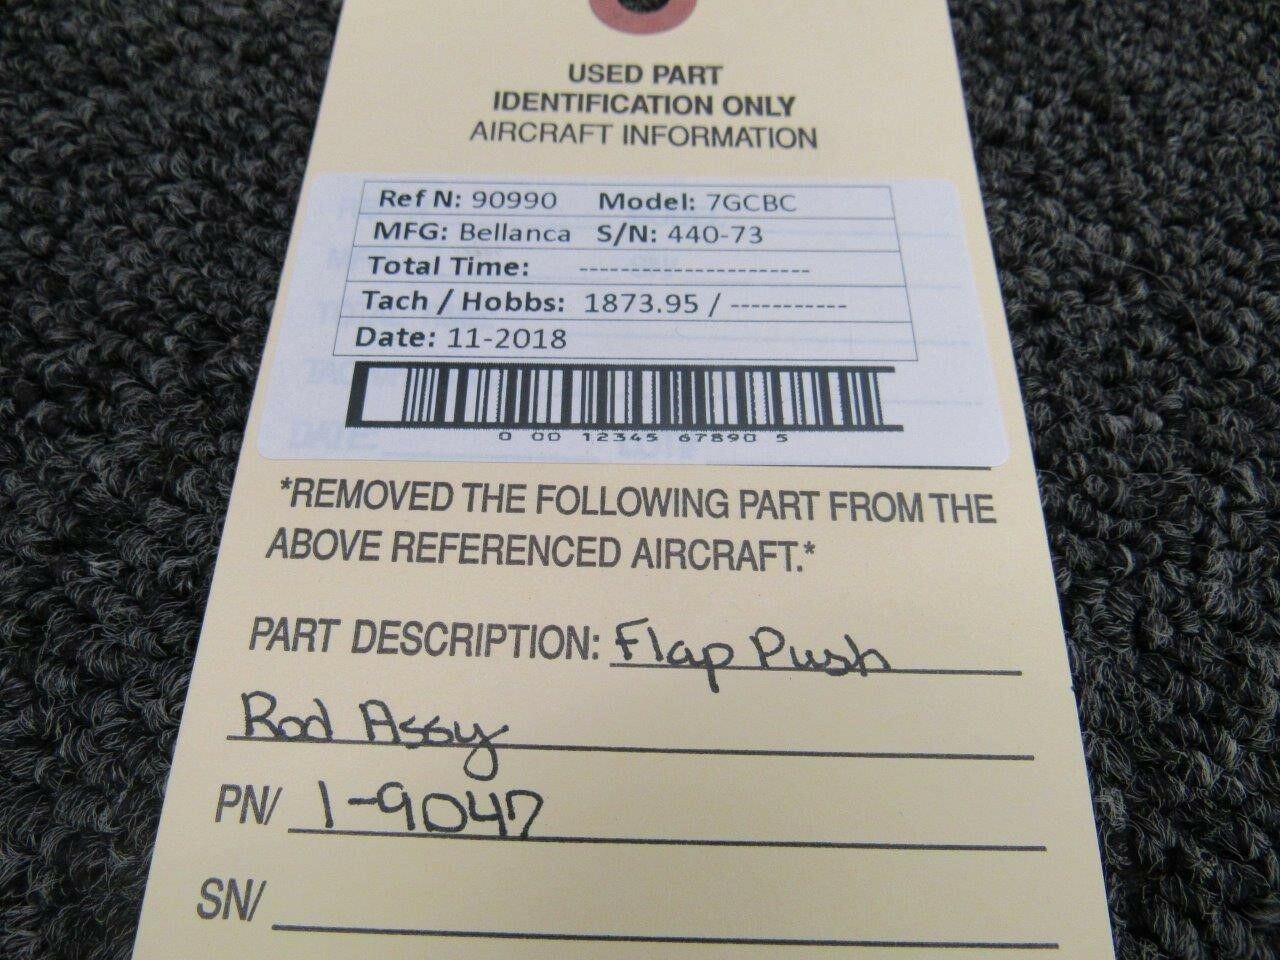 USED PART
IDENTIFICATION ONLY
AIRCRAFT INFORMATION
Ref N: 90990 Model: 7GCBC
MFG: Bellanca S/N: 440-73
Total Time: ----------------------
Tach / Hobbs: 1873.95 / -----------
Date: 11-2018
0 00 12345 67890 5
*REMOVED THE FOLLOWING PART FROM THE
ABOVE REFERENCED AIRCRAFT.*
PART DESCRIPTION: Flap Push
Rod Assy
PN/ 1-9047
SN/